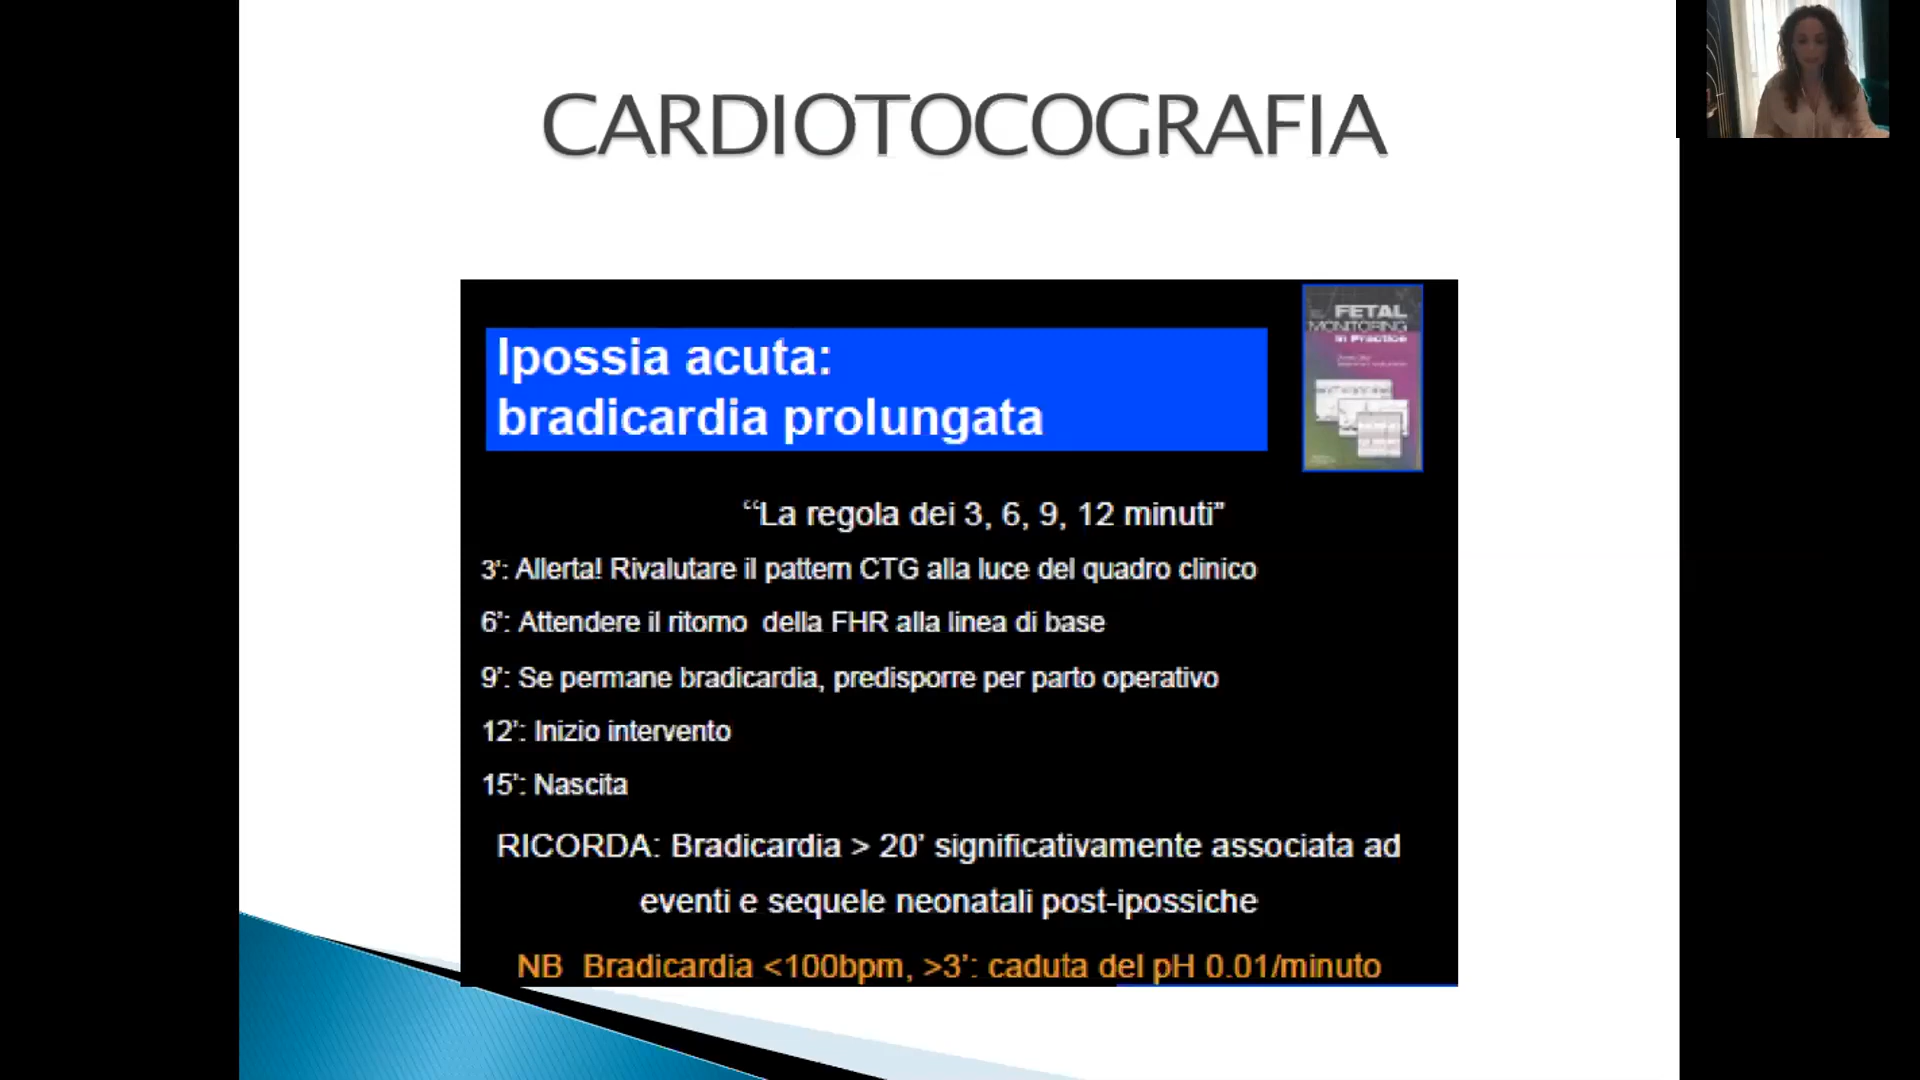 CARDIOTOCOGRAFIA
FETAL
MONITORING
in Practice
Ipossia acuta:
bradicardia prolungata
“La regola dei 3, 6, 9, 12 minuti”
3’: Allerta! Rivalutare il pattern CTG alla luce del quadro clinico
6’: Attendere il ritorno della FHR alla linea di base
9’: Se permane bradicardia, predisporre per parto operativo
12’: Inizio intervento
15’: Nascita
RICORDA: Bradicardia > 20’ significativamente associata ad
eventi e sequele neonatali post-ipossiche
NB Bradicardia <100bpm, >3’: caduta del pH 0.01/minuto